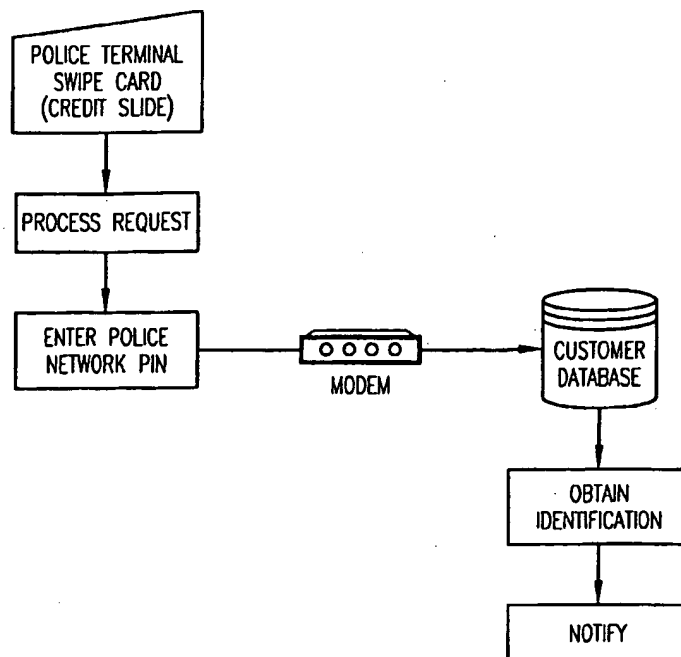 POLICE TERMINAL
SWIPE CARD
(CREDIT SLIDE)
PROCESS REQUEST
ENTER POLICE
NETWORK PIN
MODEM
CUSTOMER
DATABASE
OBTAIN
IDENTIFICATION
NOTIFY